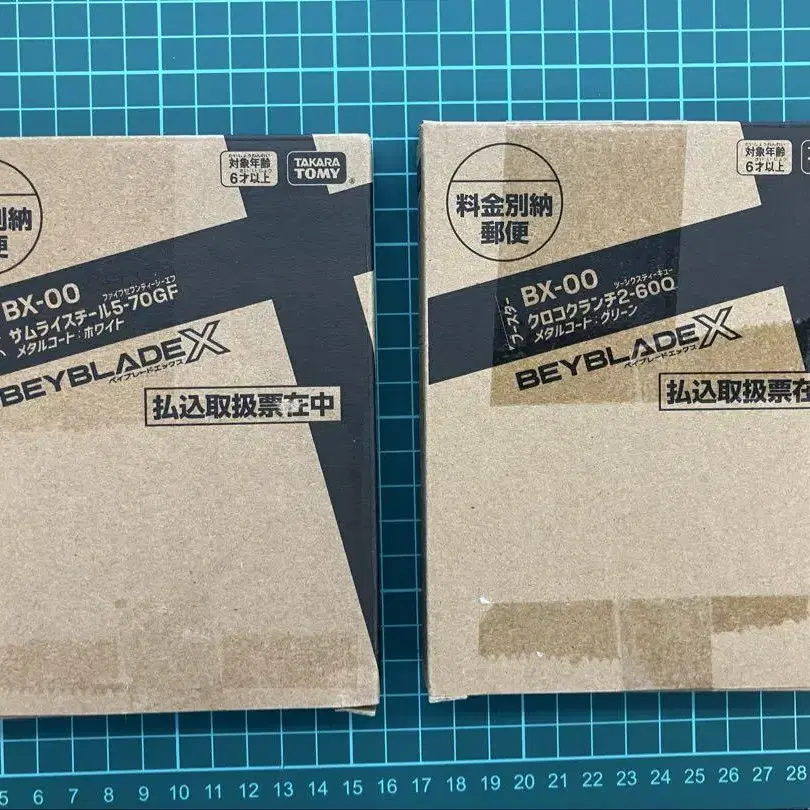 対象年齢
6才以上
TAKARA
TOMY
®
別納
便
BX-00
ファイブセブンティージーエフ
サムライスチール5-70GF
メタルコート:ホワイト
BEYBLADE X
ベイブレードエックス
払込取扱票在中
対象年齢
6才以上
料金別納
郵便
ブースター
BX-00
ツーシックスティーキュー
クロコクランチ2-60Q
メタルコート:グリーン
BEYBLADE X
ベイブレードエックス
払込取扱票在
5 6 7 8 9 10 11 12 13 14 15 16 17 18 19 20 21 22 23 24 25 26 27 28